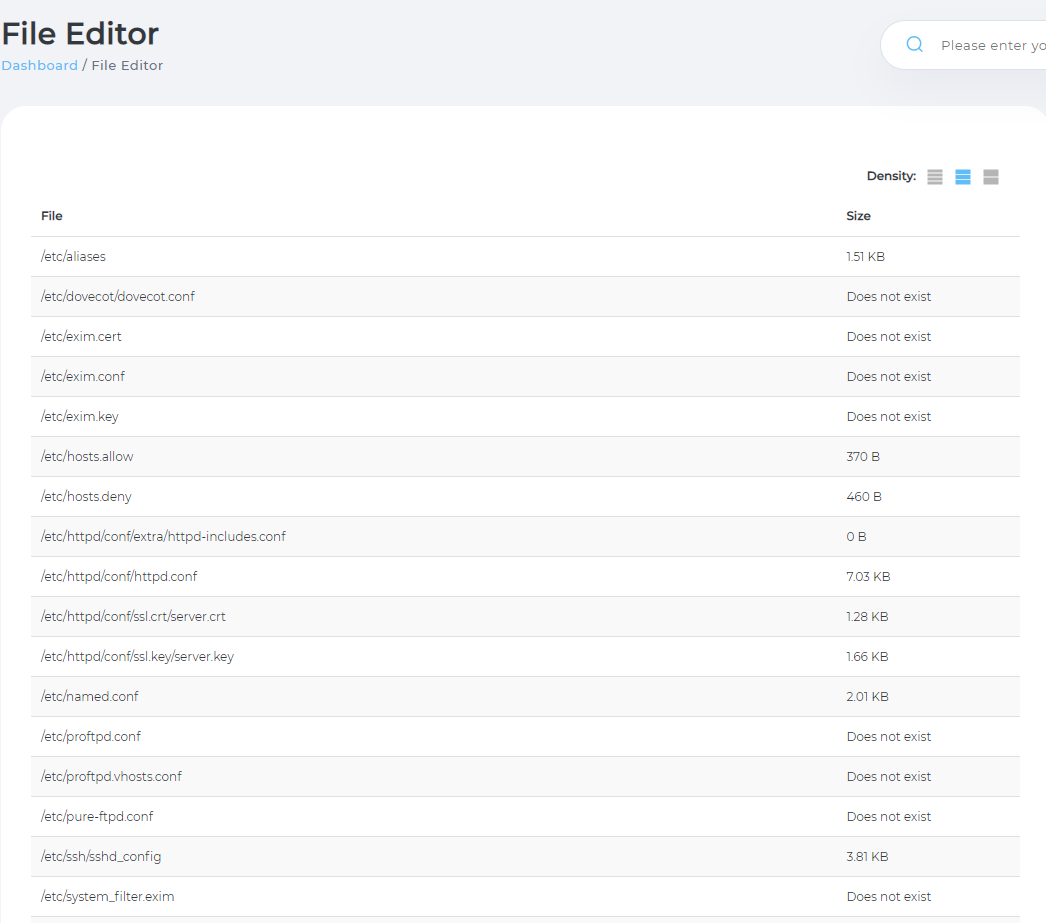 File Editor
Dashboard / File Editor
Please enter yo
Density:
File Size
/etc/aliases 1.51 KB
/etc/dovecot/dovecot.conf Does not exist
/etc/exim.cert Does not exist
/etc/exim.conf Does not exist
/etc/exim.key Does not exist
/etc/hosts.allow 370 B
/etc/hosts.deny 460 B
/etc/httpd/conf/extra/httpd-includes.conf 0 B
/etc/httpd/conf/httpd.conf 7.03 KB
/etc/httpd/conf/ssl.crt/server.crt 1.28 KB
/etc/httpd/conf/ssl.key/server.key 1.66 KB
/etc/named.conf 2.01 KB
/etc/proftpd.conf Does not exist
/etc/proftpd.vhosts.conf Does not exist
/etc/pure-ftpd.conf Does not exist
/etc/ssh/sshd_config 3.81 KB
/etc/system_filter.exim Does not exist